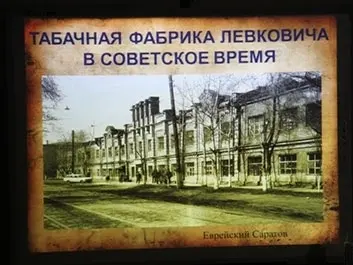 ТАБАЧНАЯ ФАБРИКА ЛЕВКОВИЧА
В СОВЕТСКОЕ ВРЕМЯ
Еврейский Саратов